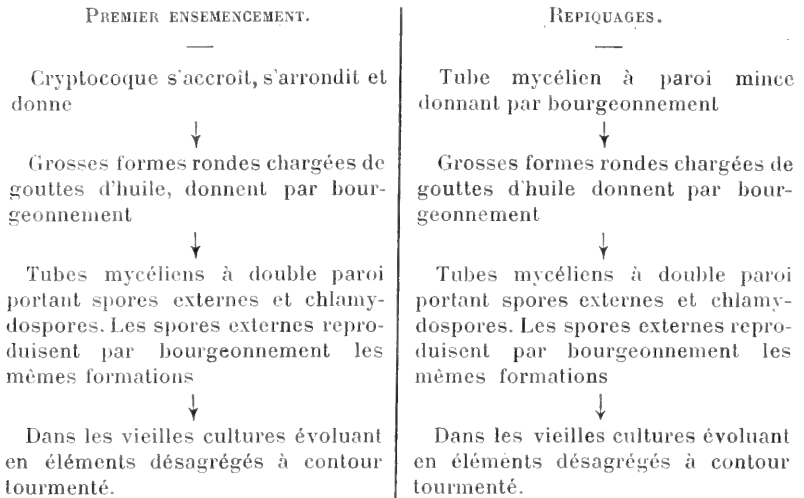 PREMIER ENSEMENCEMENT.
Cryptocoque s'accroît, s'arrondit et
donne
Grosses formes rondes chargées de
gouttes d'huile, donnent par bour-
geonnement
Tubes mycéliens à double paroi
portant spores externes et chlamy-
dospores. Les spores externes repro-
duisent par bourgeonnement les
mêmes formations
Dans les vieilles cultures évoluant
en éléments désagrégés à contour
tourmenté.
REPIQUAGES.
Tube mycélien à paroi mince
donnant par bourgeonnement
Grosses formes rondes chargées de
gouttes d'huile donnent par bour-
geonnement
Tubes mycéliens à double paroi
portant spores externes et chlamy-
dospores. Les spores externes repro-
duisent par bourgeonnement les
mêmes formations
Dans les vieilles cultures évoluant
en éléments désagrégés à contour
tourmenté.